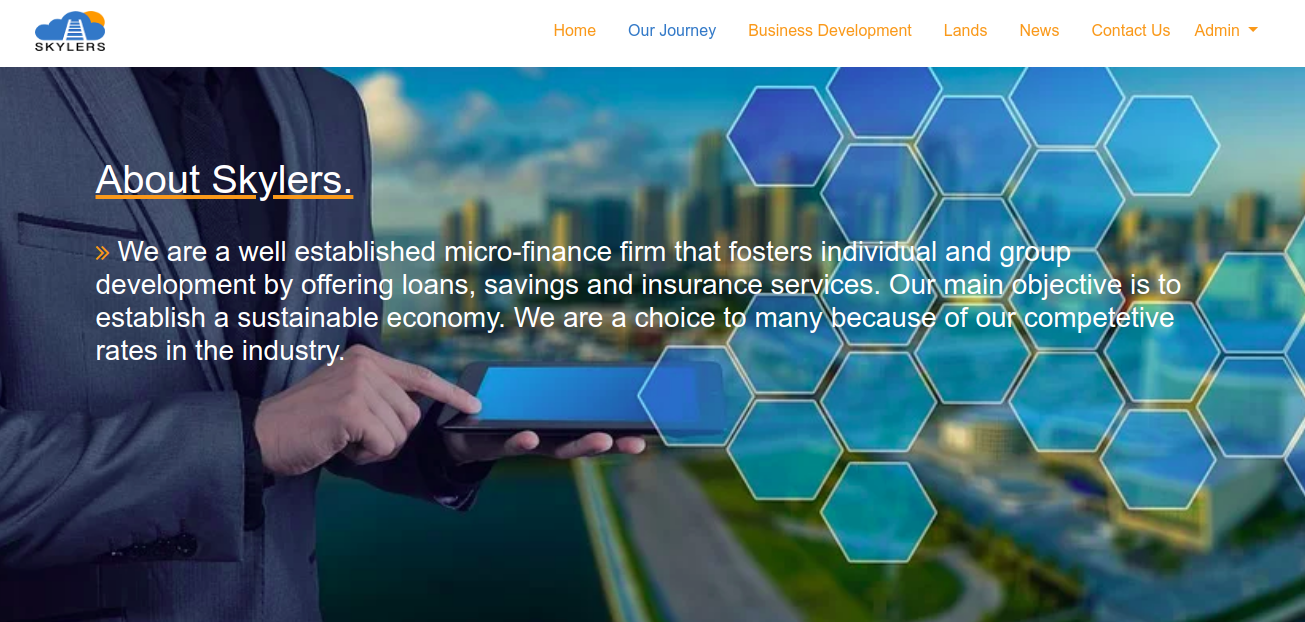 SKYLERS
Home Our Journey Business Development Lands News Contact Us Admin
About Skylers.
» We are a well established micro-finance firm that fosters individual and group
development by offering loans, savings and insurance services. Our main objective is to
establish a sustainable economy. We are a choice to many because of our competetive
rates in the industry.